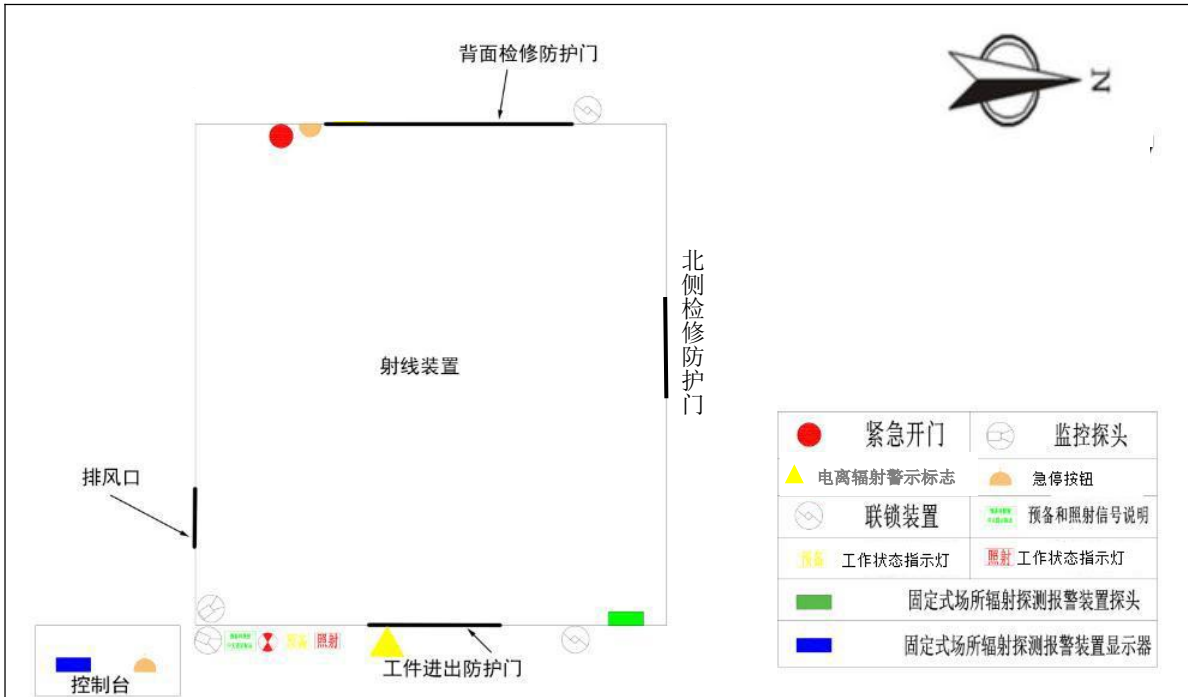 背面检修防护门
N
北侧检修防护门
射线装置
排风口
预备
照射
工件进出防护门
控制台
紧急开门
监控探头
电离辐射警示标志
急停按钮
联锁装置
预备和照射信号说明
预备
工作状态指示灯
照射
工作状态指示灯
固定式场所辐射探测报警装置探头
固定式场所辐射探测报警装置显示器